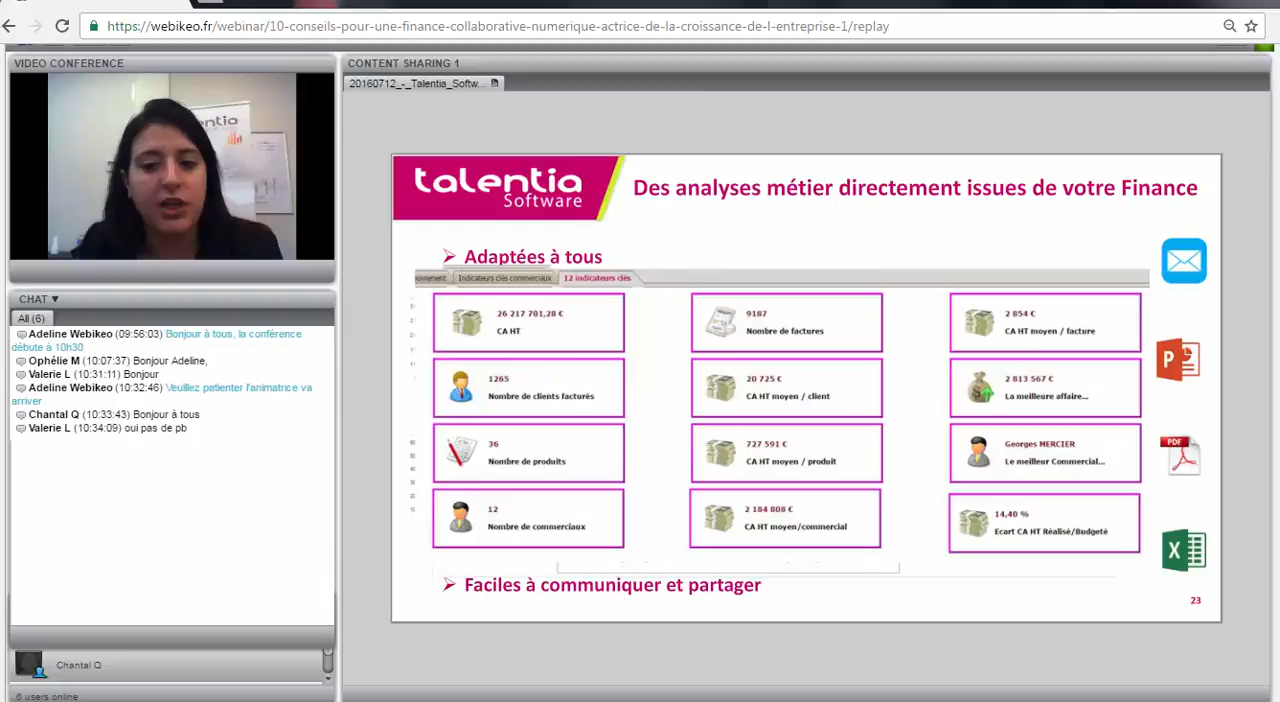 https://webikeo.fr/webinar/10-conseils-pour-une-finance-collaborative-numerique-actrice-de-la-croissance-de-l-entreprise-1/replay
VIDEO CONFERENCE
entia
CHAT ▼
All (6)
Adeline Webikeo (09:56:03) Bonjour à tous, la conférence
débute à 10h30
Ophélie M (10:07:37) Bonjour Adeline,
Valerie L (10:31:11) Bonjour
Adeline Webikeo (10:32:46) Veuillez patienter l'animatrice va
arriver
Chantal Q (10:33:43) Bonjour à tous
Valerie L (10:34:09) oui pas de pb
Chantal Q
6 users online
CONTENT SHARING 1
20160712_-_Talentia_Softw...
talentia
Software
Des analyses métier directement issues de votre Finance
➢ Adaptées à tous
ouvrement
Indicateurs clés commerciaux
12 indicateurs clés
26 217 701,28 €
CA HT
9187
Nombre de factures
2 854 €
CA HT moyen / facture
1265
Nombre de clients facturés
20 725 €
CA HT moyen / client
2 813 567 €
La meilleure affaire...
36
Nombre de produits
727 591 €
CA HT moyen / produit
Georges MERCIER
Le meilleur Commercial...
12
Nombre de commerciaux
2 184 808 €
CA HT moyen/commercial
14,40 %
Ecart CA HT Réalisé/Budgeté
P
PDF
X
➢ Faciles à communiquer et partager
23